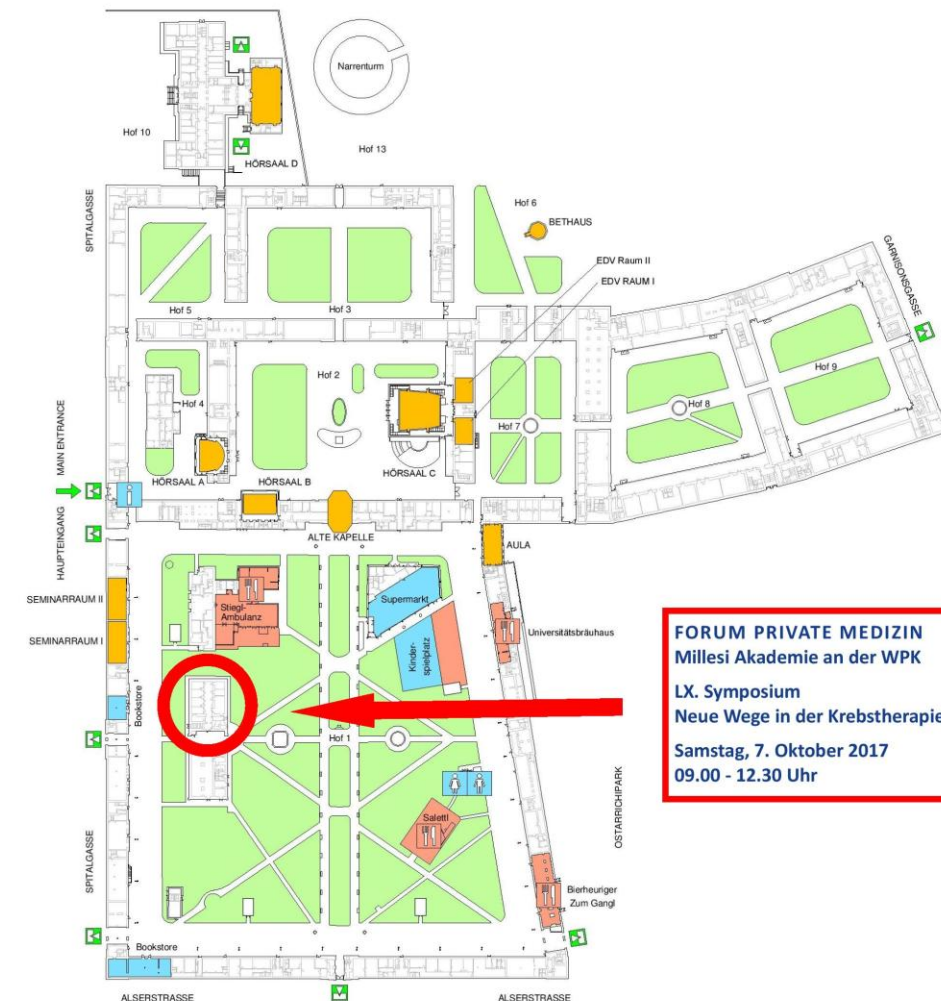 Narrenturm
Hof 10
Hof 13
HÖRSAAL D
SPITALGASSE
Hof 6
BETHAUS
EDV Raum II
EDV RAUM I
GARNISONSGASSE
Hof 5
Hof 3
Hof 2
Hof 4
Hof 9
Hof 8
Hof 7
MAIN ENTRANCE
HAUPTEINGANG
HÖRSAAL A
HÖRSAAL B
HÖRSAAL C
ALTE KAPELLE
AULA
SEMINARRAUM II
SEMINARRAUM I
Stiegl-
Ambulanz
Supermarkt
Kinder-
spielplatz
Universitätsbräuhaus
Bookstore
Hof 1
FORUM PRIVATE MEDIZIN
Millesi Akademie an der WPK
LX. Symposium
Neue Wege in der Krebstherapie
Samstag, 7. Oktober 2017
09.00 - 12.30 Uhr
OSTARRICHIPARK
Salettl
SPITALGASSE
Bierheuriger
Zum Gangl
Bookstore
ALSERSTRASSE
ALSERSTRASSE